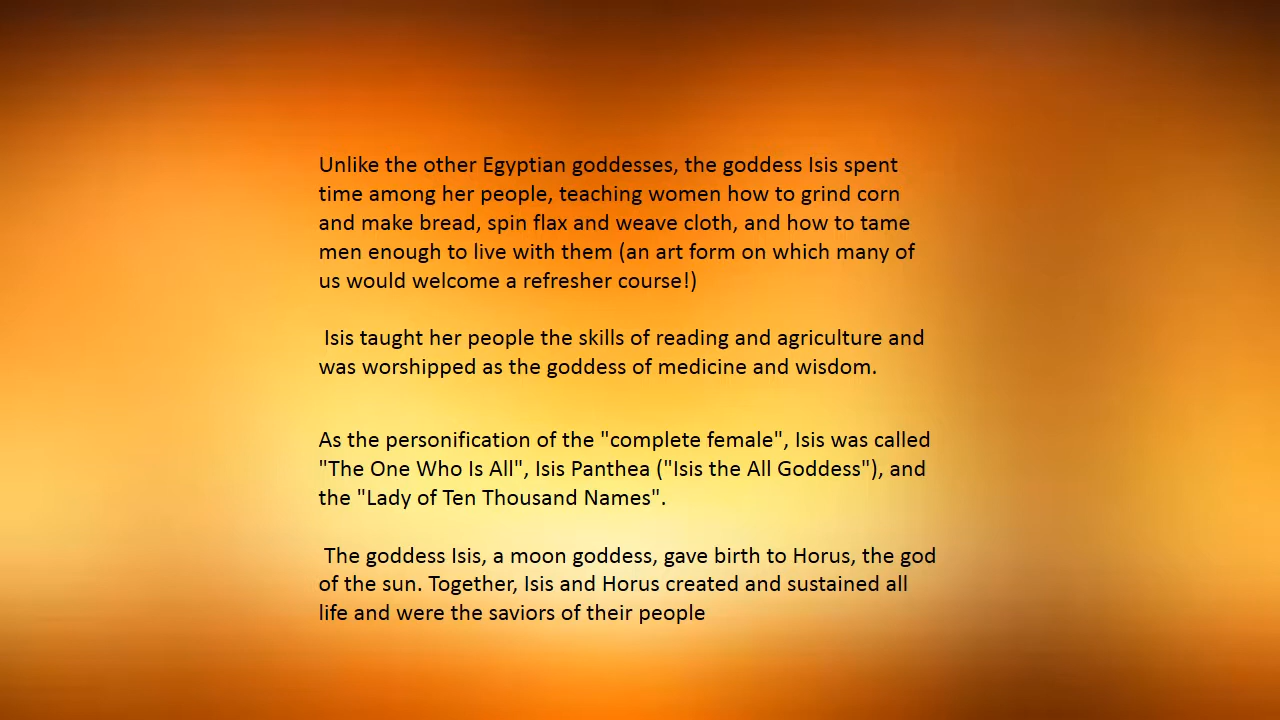 Unlike the other Egyptian goddesses, the goddess Isis spent
time among her people, teaching women how to grind corn
and make bread, spin flax and weave cloth, and how to tame
men enough to live with them (an art form on which many of
us would welcome a refresher course!)
Isis taught her people the skills of reading and agriculture and
was worshipped as the goddess of medicine and wisdom.
As the personification of the "complete female", Isis was called
"The One Who Is All", Isis Panthea ("Isis the All Goddess"), and
the "Lady of Ten Thousand Names".
The goddess Isis, a moon goddess, gave birth to Horus, the god
of the sun. Together, Isis and Horus created and sustained all
life and were the saviors of their people